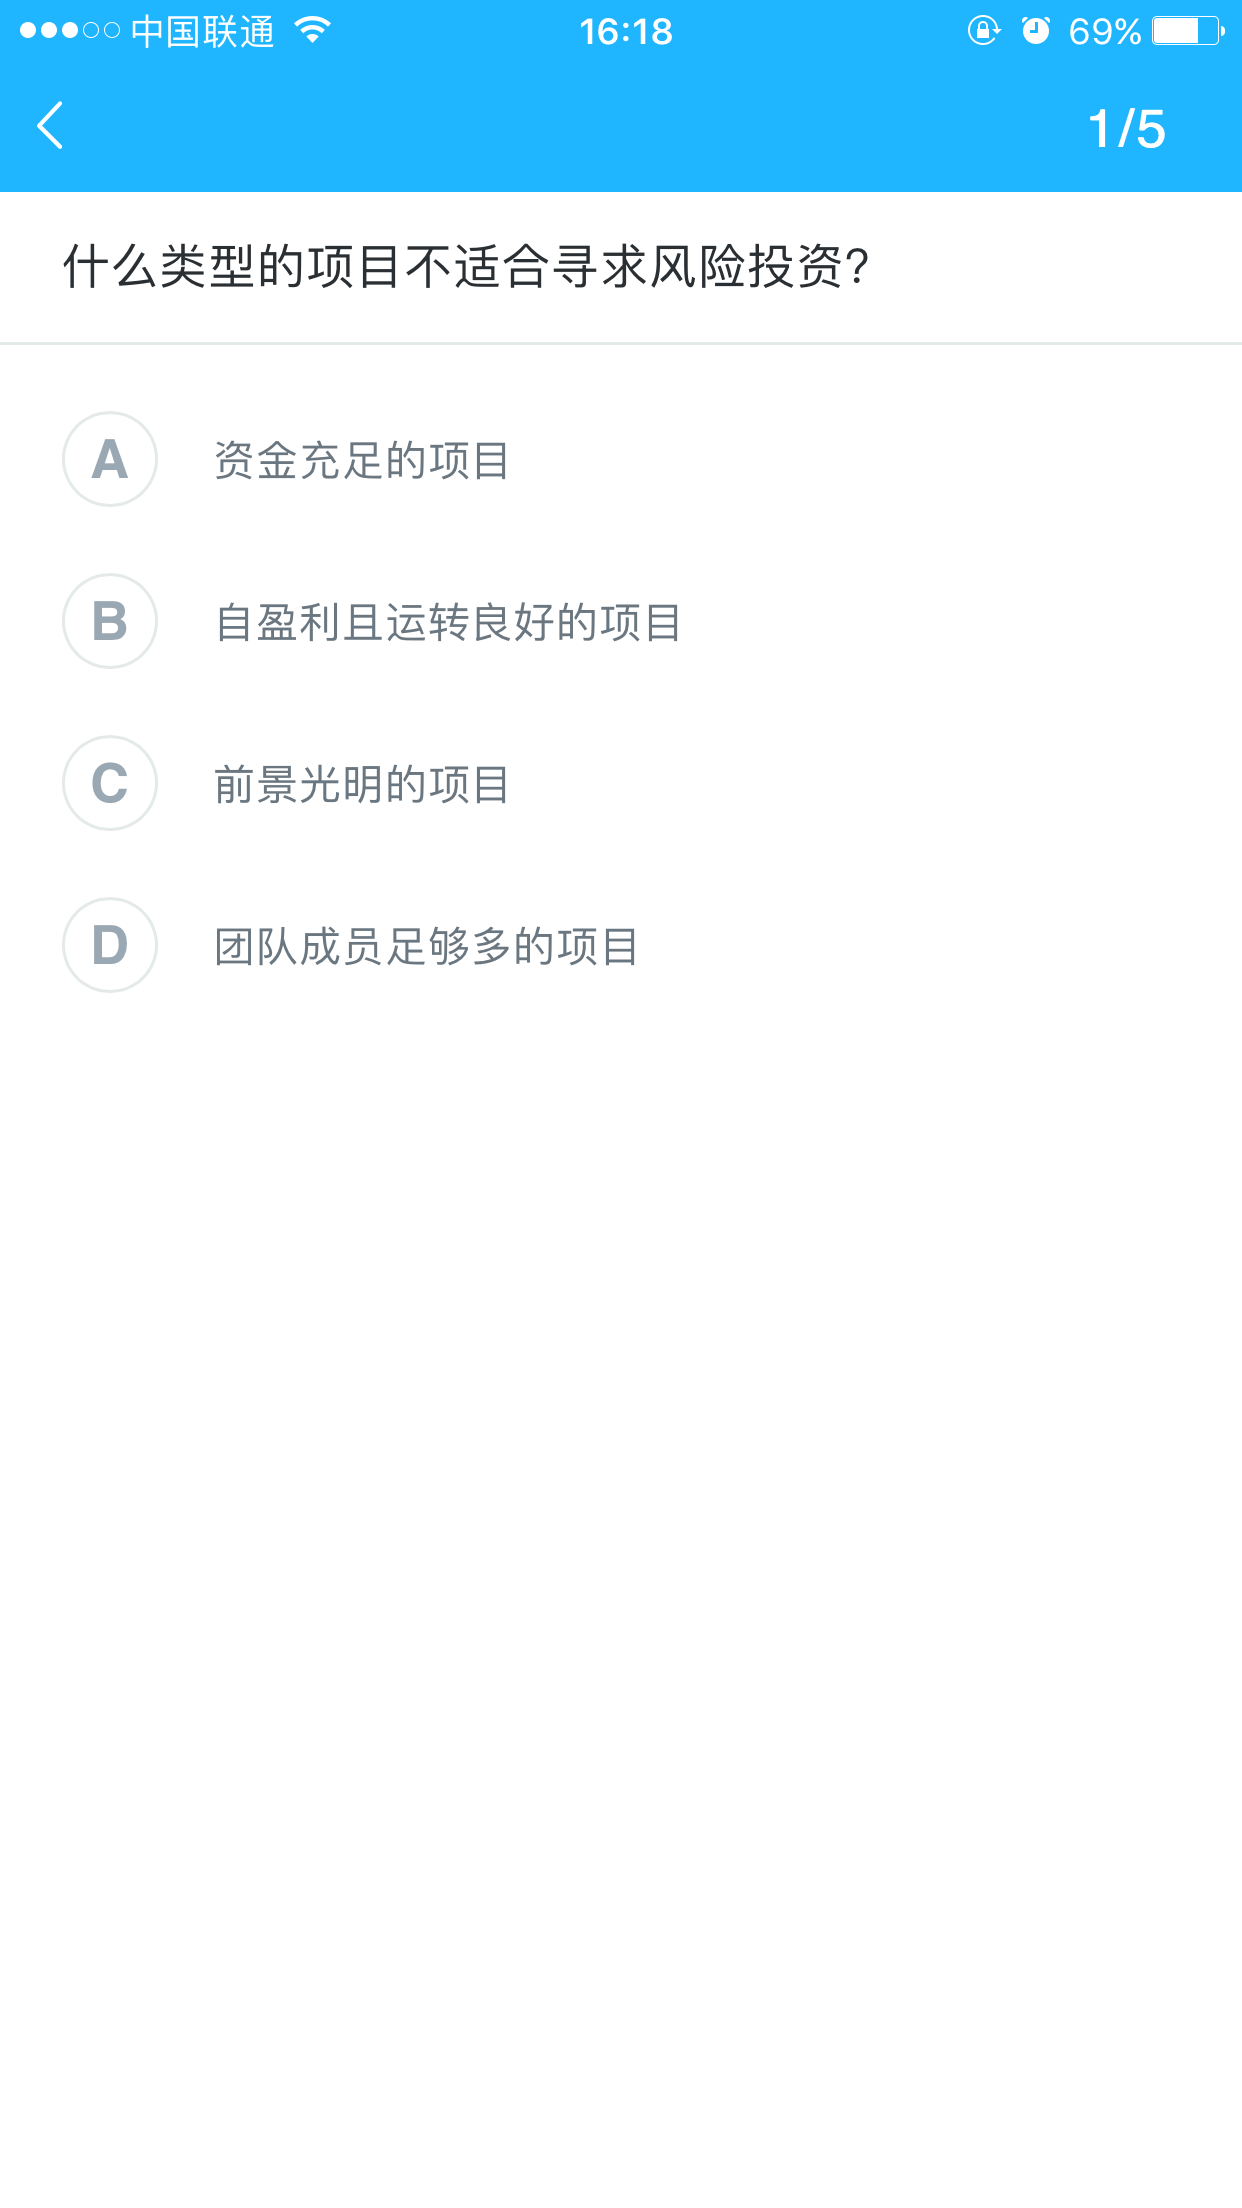 中国联通 16:18 69%
1/5
什么类型的项目不适合寻求风险投资?
A 资金充足的项目
B 自盈利且运转良好的项目
C 前景光明的项目
D 团队成员足够多的项目